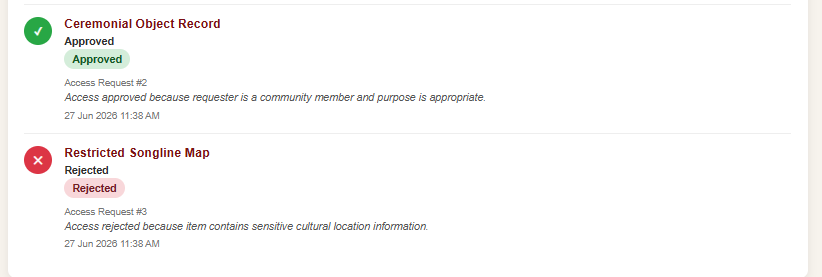 Ceremonial Object Record
Approved
Approved
Access Request #2
Access approved because requester is a community member and purpose is appropriate.
27 Jun 2026 11:38 AM
Restricted Songline Map
Rejected
Rejected
Access Request #3
Access rejected because item contains sensitive cultural location information.
27 Jun 2026 11:38 AM